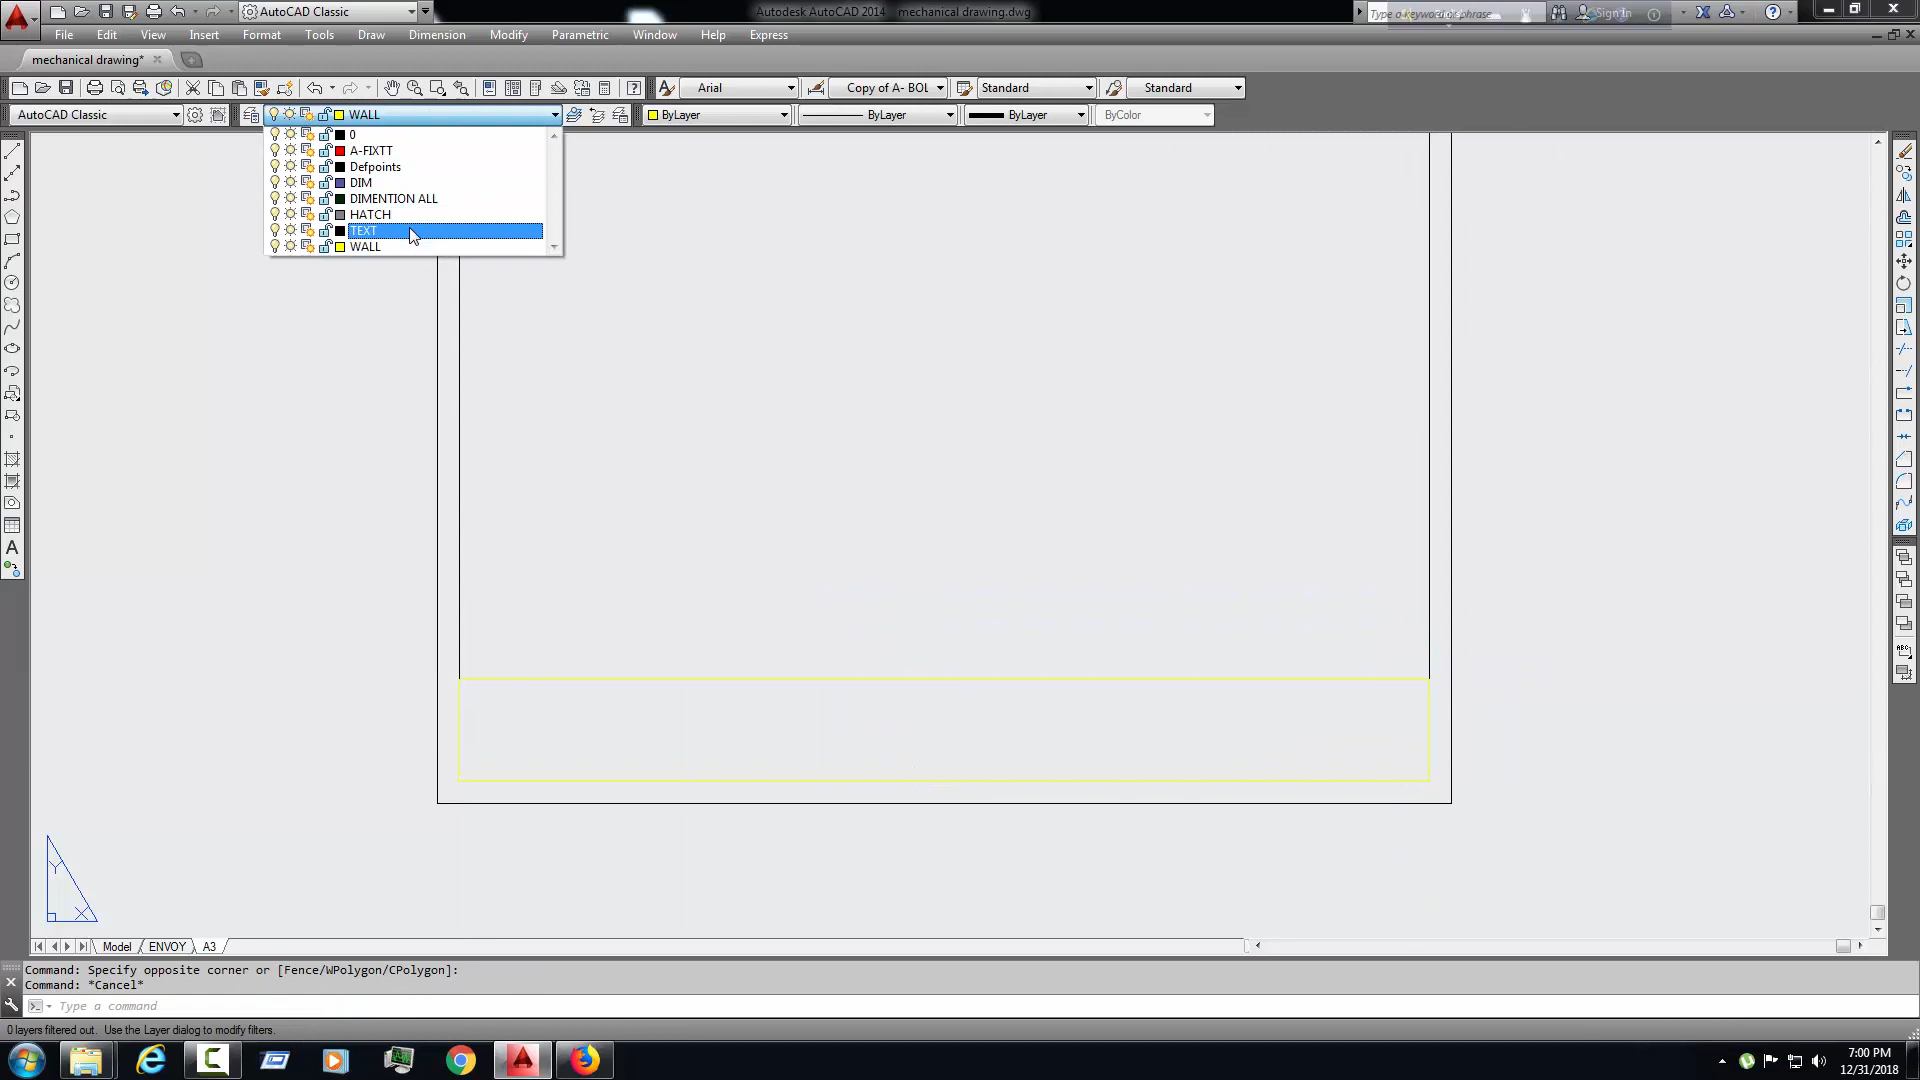 AutoCAD Classic
Autodesk AutoCAD 2014 mechanical drawing.dwg
Type a keyword or phrase
Sign In
File Edit View Insert Format Tools Draw Dimension Modify Parametric Window Help Express
mechanical drawing*
Arial
Copy of A- BOL
Standard
Standard
AutoCAD Classic
WALL
ByLayer
ByLayer
ByLayer
ByColor
0
A-FIXTT
Defpoints
DIM
DIMENTION ALL
HATCH
TEXT
WALL
A
ABC
Y
X
Model ENVOY A3
Command: Specify opposite corner or [Fence/WPolygon/CPolygon]:
Command: *Cancel*
Type a command
0 layers filtered out. Use the Layer dialog to modify filters.
7:00 PM
12/31/2018